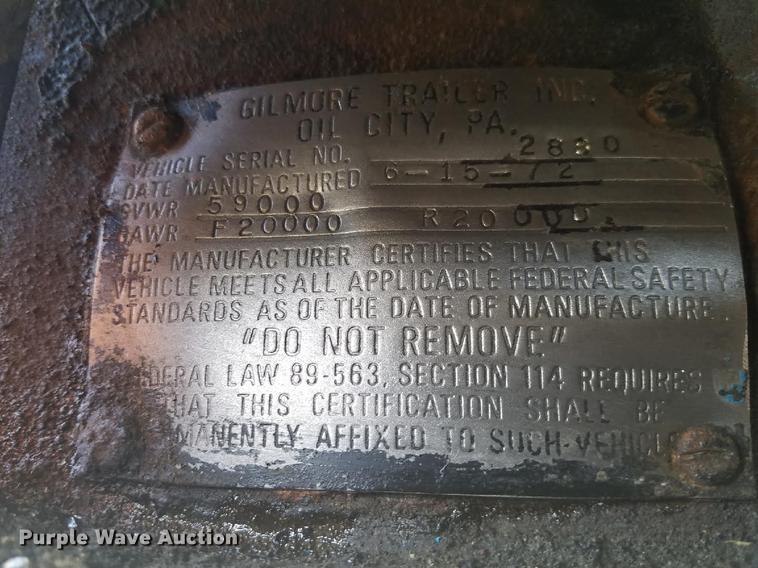 GILMORE TRAILER INC.
OIL CITY, PA.
VEHICLE SERIAL NO. 2880
DATE MANUFACTURED 6-15-72
GVWR 59000
GAWR F20000 R20000
THE MANUFACTURER CERTIFIES THAT THIS
VEHICLE MEETS ALL APPLICABLE FEDERAL SAFETY
STANDARDS AS OF THE DATE OF MANUFACTURE.
"DO NOT REMOVE"
FEDERAL LAW 89-563, SECTION 114 REQUIRES
THAT THIS CERTIFICATION SHALL BE
PERMANENTLY AFFIXED TO SUCH VEHICLE
Purple Wave Auction